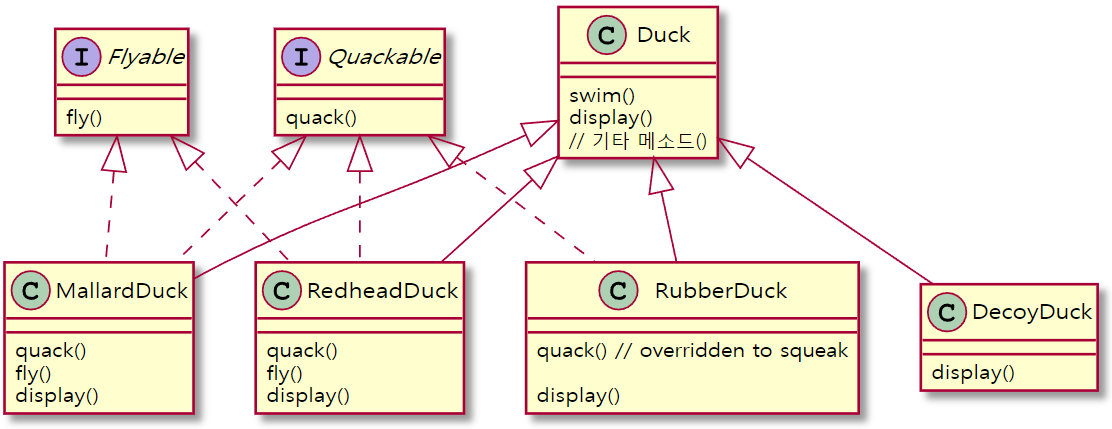 I Flyable
fly()
I Quackable
quack()
C Duck
swim()
display()
// 기타 메소드()
C MallardDuck
quack()
fly()
display()
C RedheadDuck
quack()
fly()
display()
C RubberDuck
quack() // overridden to squeak
display()
C DecoyDuck
display()